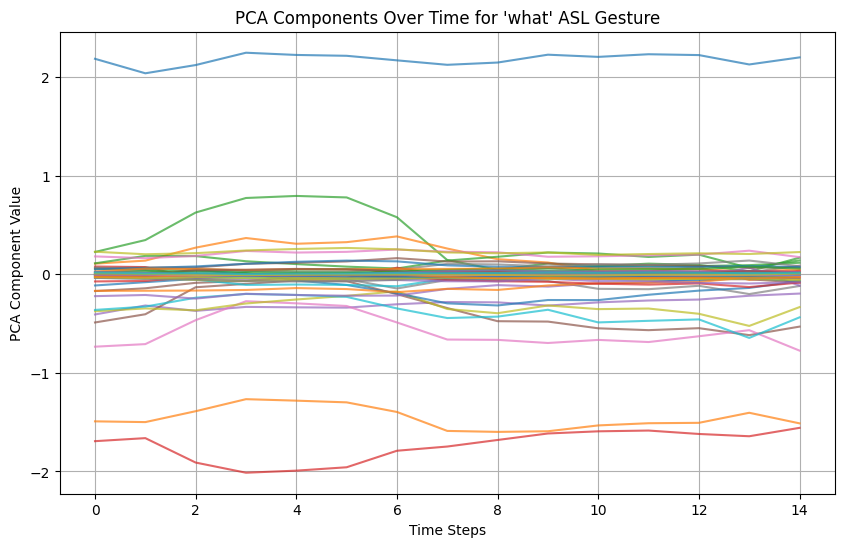 PCA Components Over Time for 'what' ASL Gesture
PCA Component Value
2
1
0
−1
−2
0 2 4 6 8 10 12 14
Time Steps